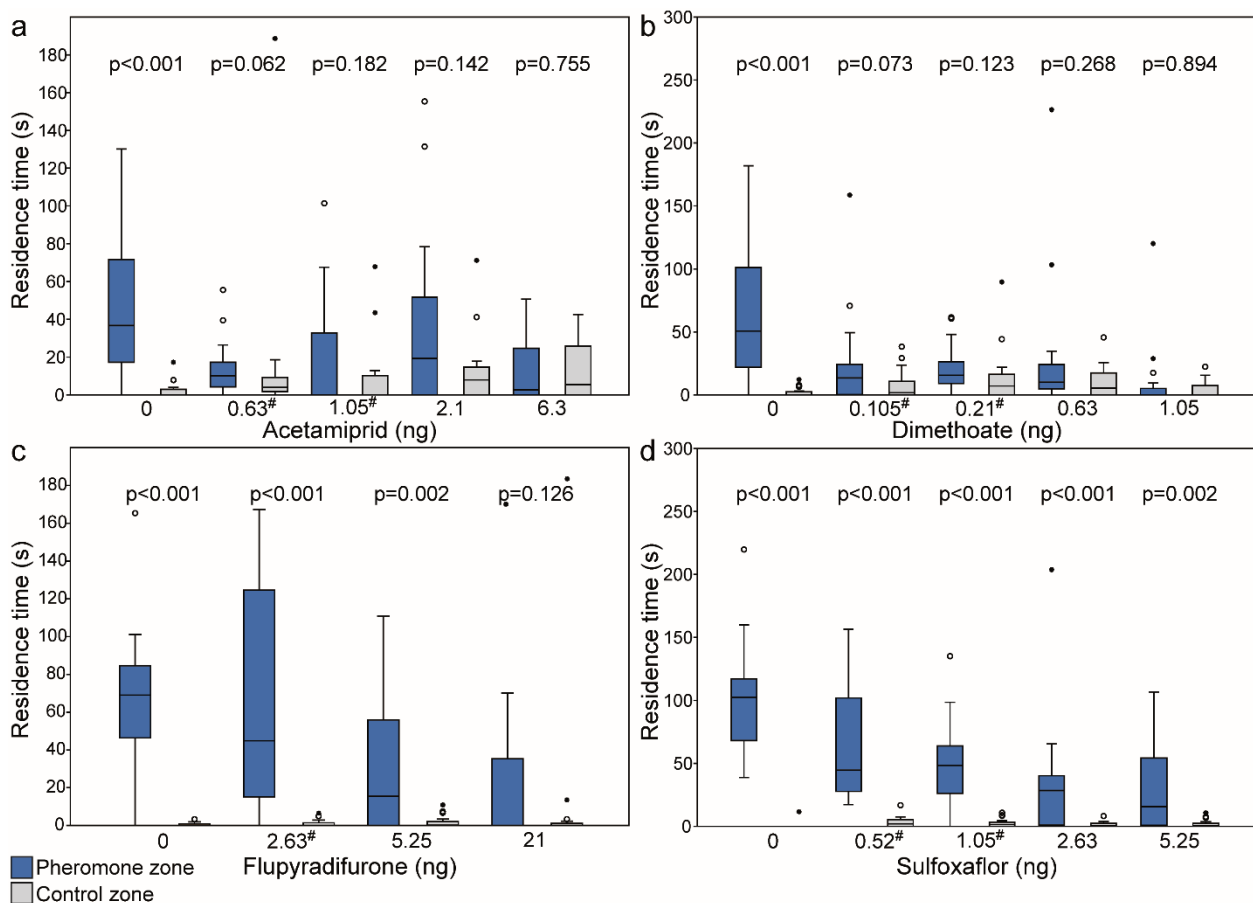 a
p<0.001 p=0.062 p=0.182 p=0.142 p=0.755
180
160
140
120
100
80
60
40
20
0
Residence time (s)
0 0.63# 1.05# 2.1 6.3
Acetamiprid (ng)
b
p<0.001 p=0.073 p=0.123 p=0.268 p=0.894
300
250
200
150
100
50
0
Residence time (s)
0 0.105# 0.21# 0.63 1.05
Dimethoate (ng)
c
p<0.001 p<0.001 p=0.002 p=0.126
180
160
140
120
100
80
60
40
20
0
Residence time (s)
0 2.63# 5.25 21
Flupyradifurone (ng)
d
p<0.001 p<0.001 p<0.001 p<0.001 p=0.002
300
250
200
150
100
50
0
Residence time (s)
0 0.52# 1.05# 2.63 5.25
Sulfoxaflor (ng)
Pheromone zone
Control zone